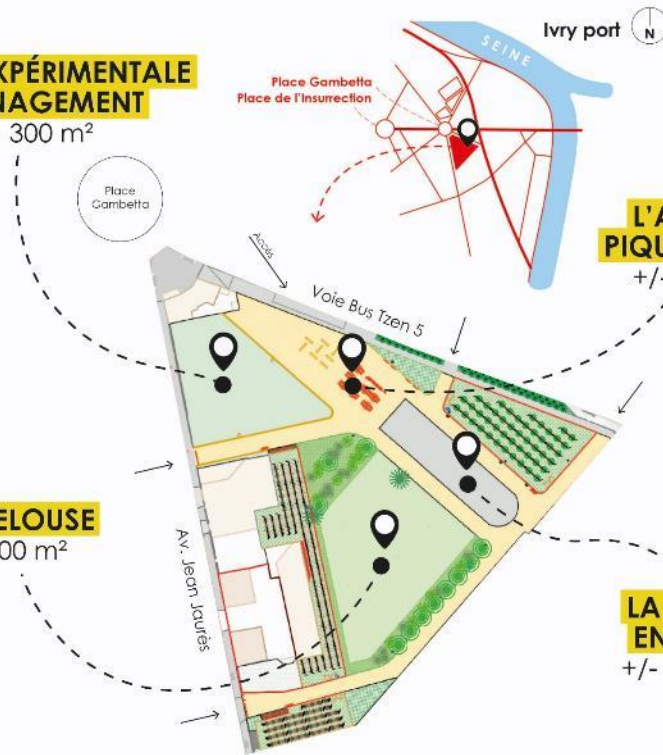 Ivry port
N
SEINE
Place Gambetta
Place de l'Insurrection
XPÉRIMENTALE
NAGEMENT
300 m²
Place
Gambetta
L'A
PIQU
+/-
Accès
Voie Bus Tzen 5
ELOUSE
00 m²
Av. Jean Jaurès
LA
EN
+/-